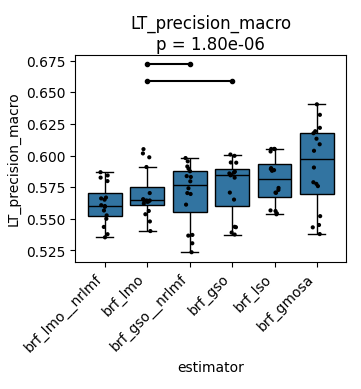 LT_precision_macro
p = 1.80e-06
LT_precision_macro
0.675
0.650
0.625
0.600
0.575
0.550
0.525
brf_lmo__nrlmf
brf_lmo
brf_gso__nrlmf
brf_gso
brf_lso
brf_gmosa
estimator